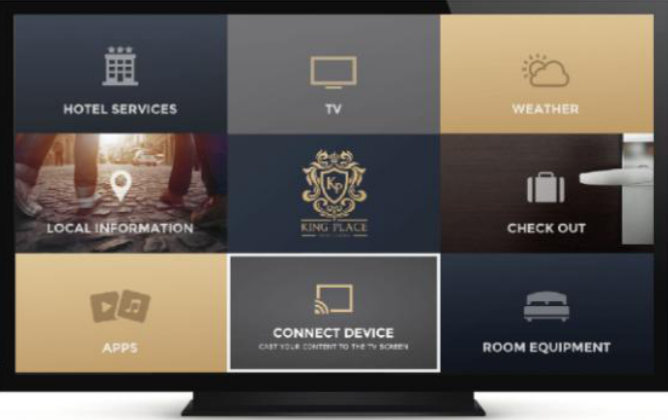 HOTEL SERVICES
TV
WEATHER
LOCAL INFORMATION
KP
KING PLACE
CHECK OUT
APPS
CONNECT DEVICE
CAST YOUR CONTENT TO THE TV SCREEN
ROOM EQUIPMENT